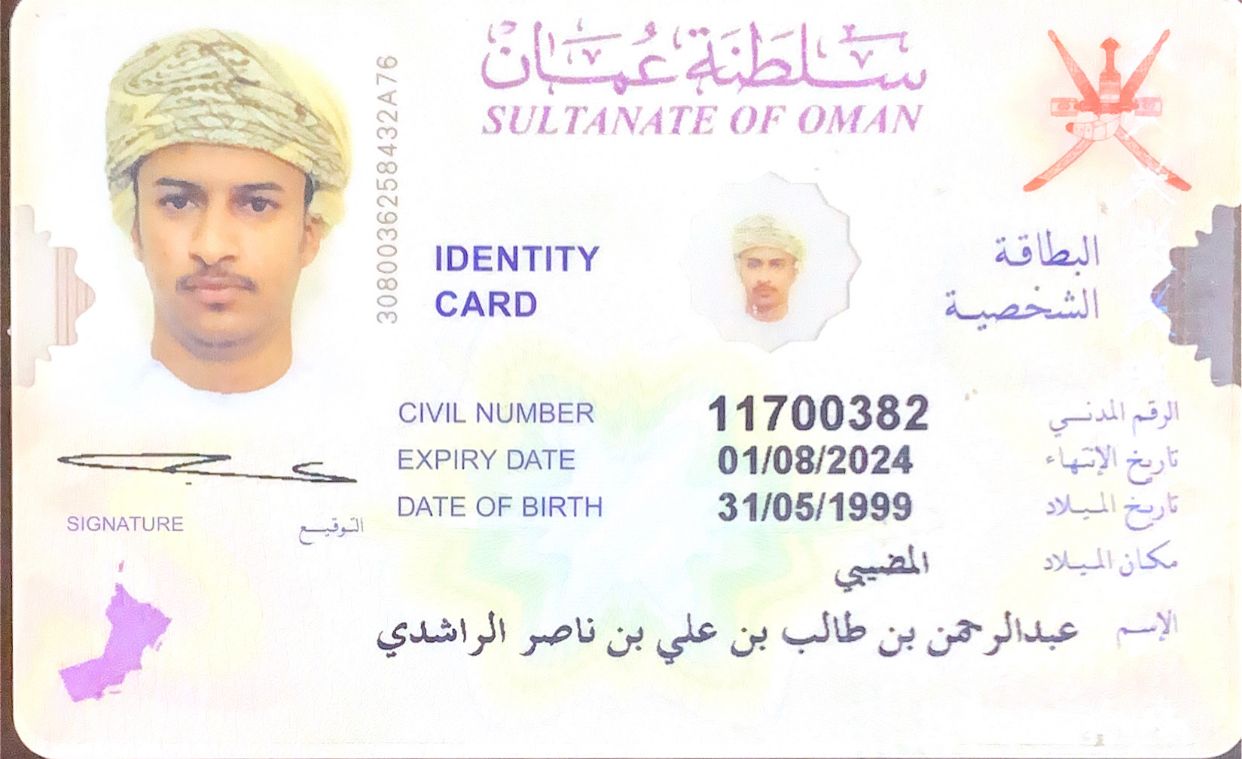 سلطنة عمان
SULTANATE OF OMAN
308003625843​2A76
IDENTITY CARD
البطاقة الشخصية
CIVIL NUMBER 11700382 الرقم المدني
EXPIRY DATE 01/08/2024 تاريخ الإنتهاء
DATE OF BIRTH 31/05/1999 تاريخ الميلاد
المضيبي مكان الميلاد
SIGNATURE التوقيع
الإسم عبدالرحمن بن طالب بن علي بن ناصر الراشدي